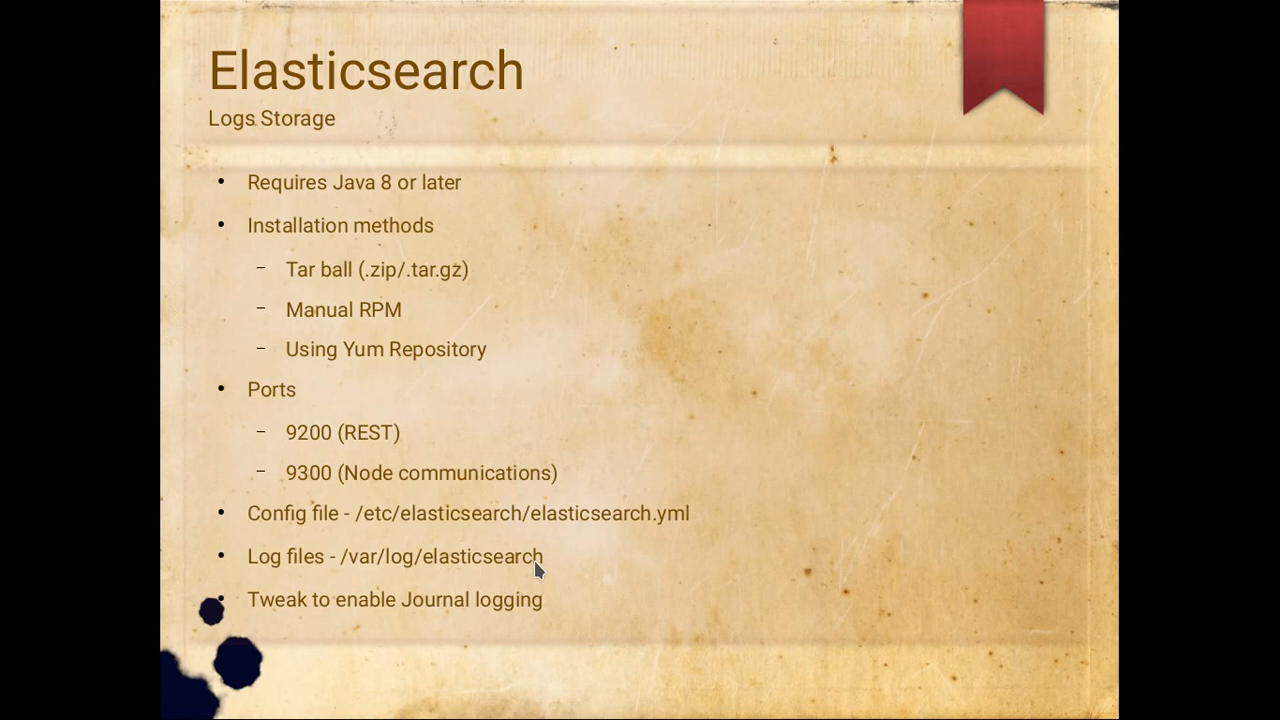 Elasticsearch
Logs Storage
• Requires Java 8 or later
• Installation methods
– Tar ball (.zip/.tar.gz)
– Manual RPM
– Using Yum Repository
• Ports
– 9200 (REST)
– 9300 (Node communications)
• Config file - /etc/elasticsearch/elasticsearch.yml
• Log files - /var/log/elasticsearch
• Tweak to enable Journal logging